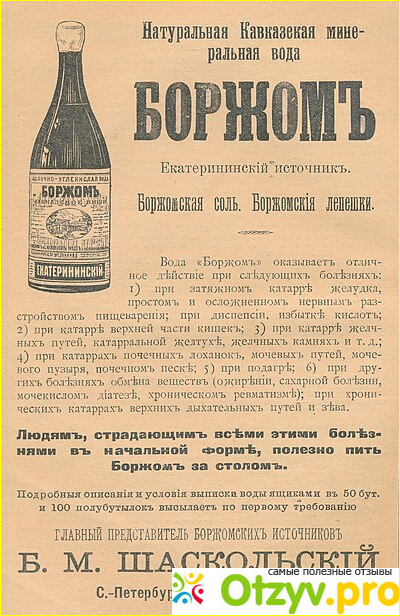 Натуральная Кавказская мине-
ральная вода
БОРЖОМЪ
Екатерининскій источникъ.
Боржомская соль. Боржомскія лепешки.
ЩЕЛОЧНО-УГЛЕКИСЛАЯ ВОДА
БОРЖОМЪ
ЕКАТЕРИНИНСКІЙ
Вода «Боржомъ» оказываетъ отлич-
ное дѣйствіе при слѣдующихъ болѣзняхъ:
1) при затяжномъ катаррѣ желудка,
простомъ и осложненномъ нервнымъ раз-
стройствомъ пищеваренія; при диспепсіи, избыткѣ кислотъ;
2) при катаррѣ верхней части кишекъ; 3) при катаррѣ желч-
ныхъ путей, катарральной желтухѣ, желчныхъ камняхъ и т. д.;
4) при катаррахъ почечныхъ лоханокъ, мочевыхъ путей, моче-
вого пузыря, почечномъ пескѣ; 5) при подагрѣ; 6) при дру-
гихъ болѣзняхъ обмѣна веществъ (ожирѣніи, сахарной болѣзни,
мочекисломъ діатезѣ, хроническомъ ревматизмѣ); при хрони-
ческихъ катаррахъ верхнихъ дыхательныхъ путей и зѣва.
Людямъ, страдающимъ всѣми этими болѣз-
нями въ начальной формѣ, полезно пить
Боржомъ за столомъ.
Подробныя описанія и условія выписки воды ящиками въ 50 бут.
и 100 полубутылокъ высылаетъ по первому требованію
ГЛАВНЫЙ ПРЕДСТАВИТЕЛЬ БОРЖОМСКИХЪ ИСТОЧНИКОВЪ
Б. М. ШАСКОЛЬСКІЙ
С.-Петербур
самые полезные отзывы
Otzyv.pro